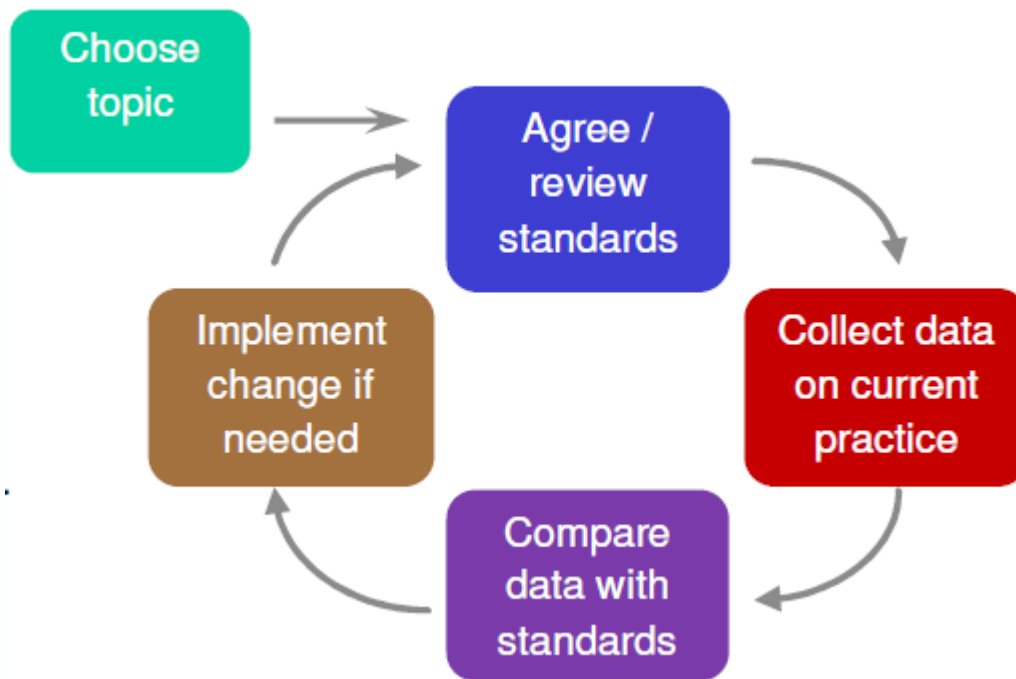 Choose
topic
Agree /
review
standards
Collect data
on current
practice
Compare
data with
standards
Implement
change if
needed